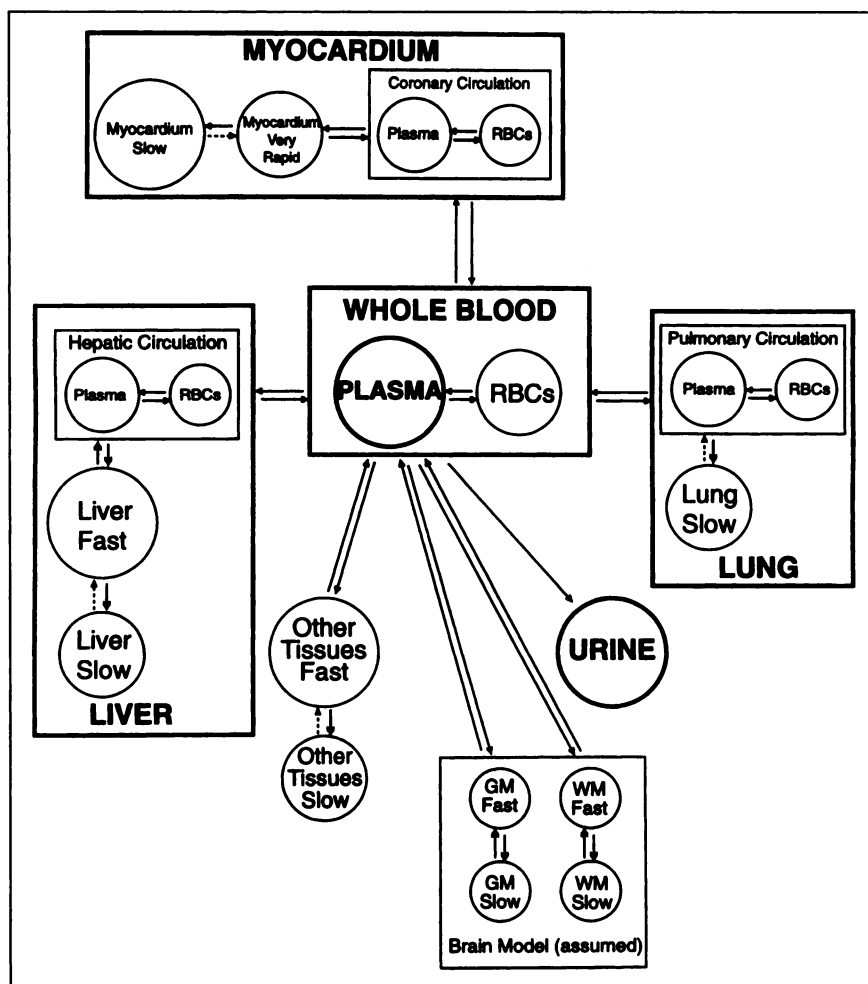 MYOCARDIUM
Coronary Circulation
Myocardium
Slow
Myocardium
Very
Rapid
Plasma
RBCs
WHOLE BLOOD
PLASMA
RBCs
Hepatic Circulation
Plasma
RBCs
Liver
Fast
Liver
Slow
LIVER
Pulmonary Circulation
Plasma
RBCs
Lung
Slow
LUNG
Other
Tissues
Fast
Other
Tissues
Slow
URINE
GM
Fast
WM
Fast
GM
Slow
WM
Slow
Brain Model (assumed)